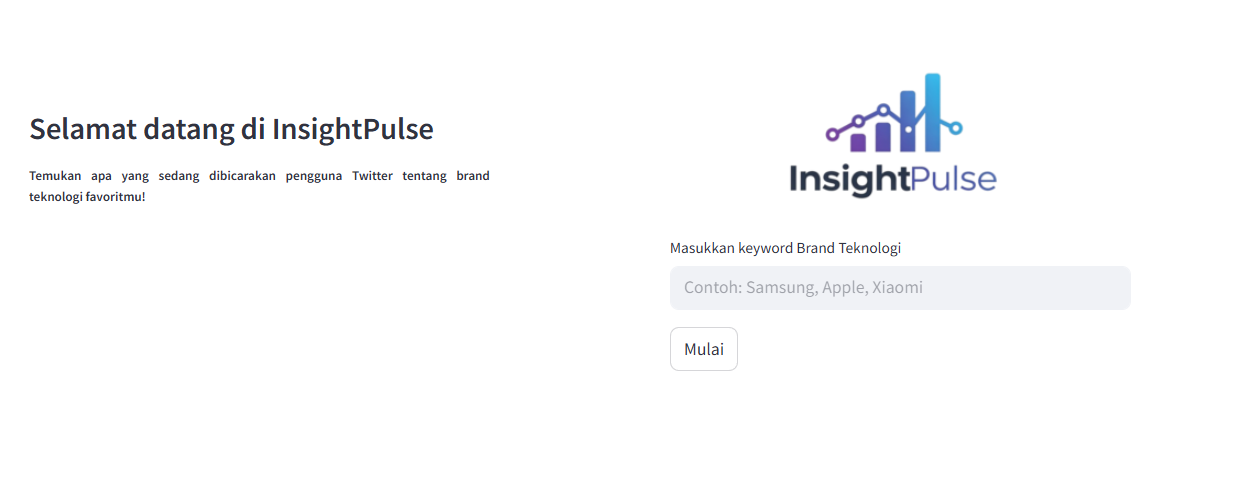 Selamat datang di InsightPulse
Temukan apa yang sedang dibicarakan pengguna Twitter tentang brand
teknologi favoritmu!
InsightPulse
Masukkan keyword Brand Teknologi
Contoh: Samsung, Apple, Xiaomi
Mulai